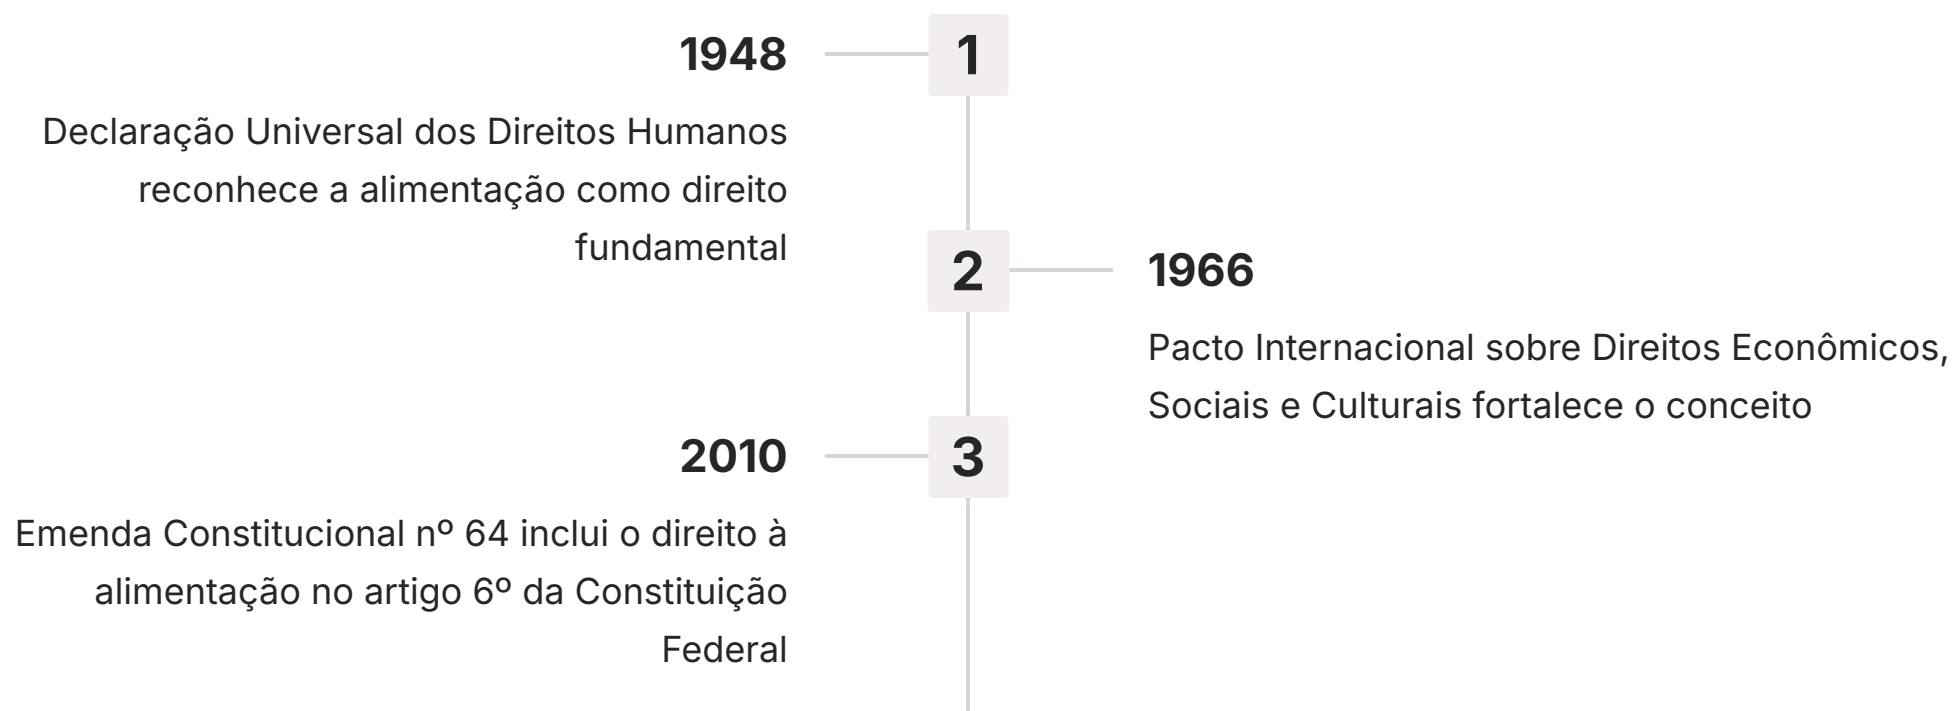 1948
1
Declaração Universal dos Direitos Humanos
reconhece a alimentação como direito
fundamental
2
1966
Pacto Internacional sobre Direitos Econômicos,
Sociais e Culturais fortalece o conceito
2010
3
Emenda Constitucional nº 64 inclui o direito à
alimentação no artigo 6º da Constituição
Federal